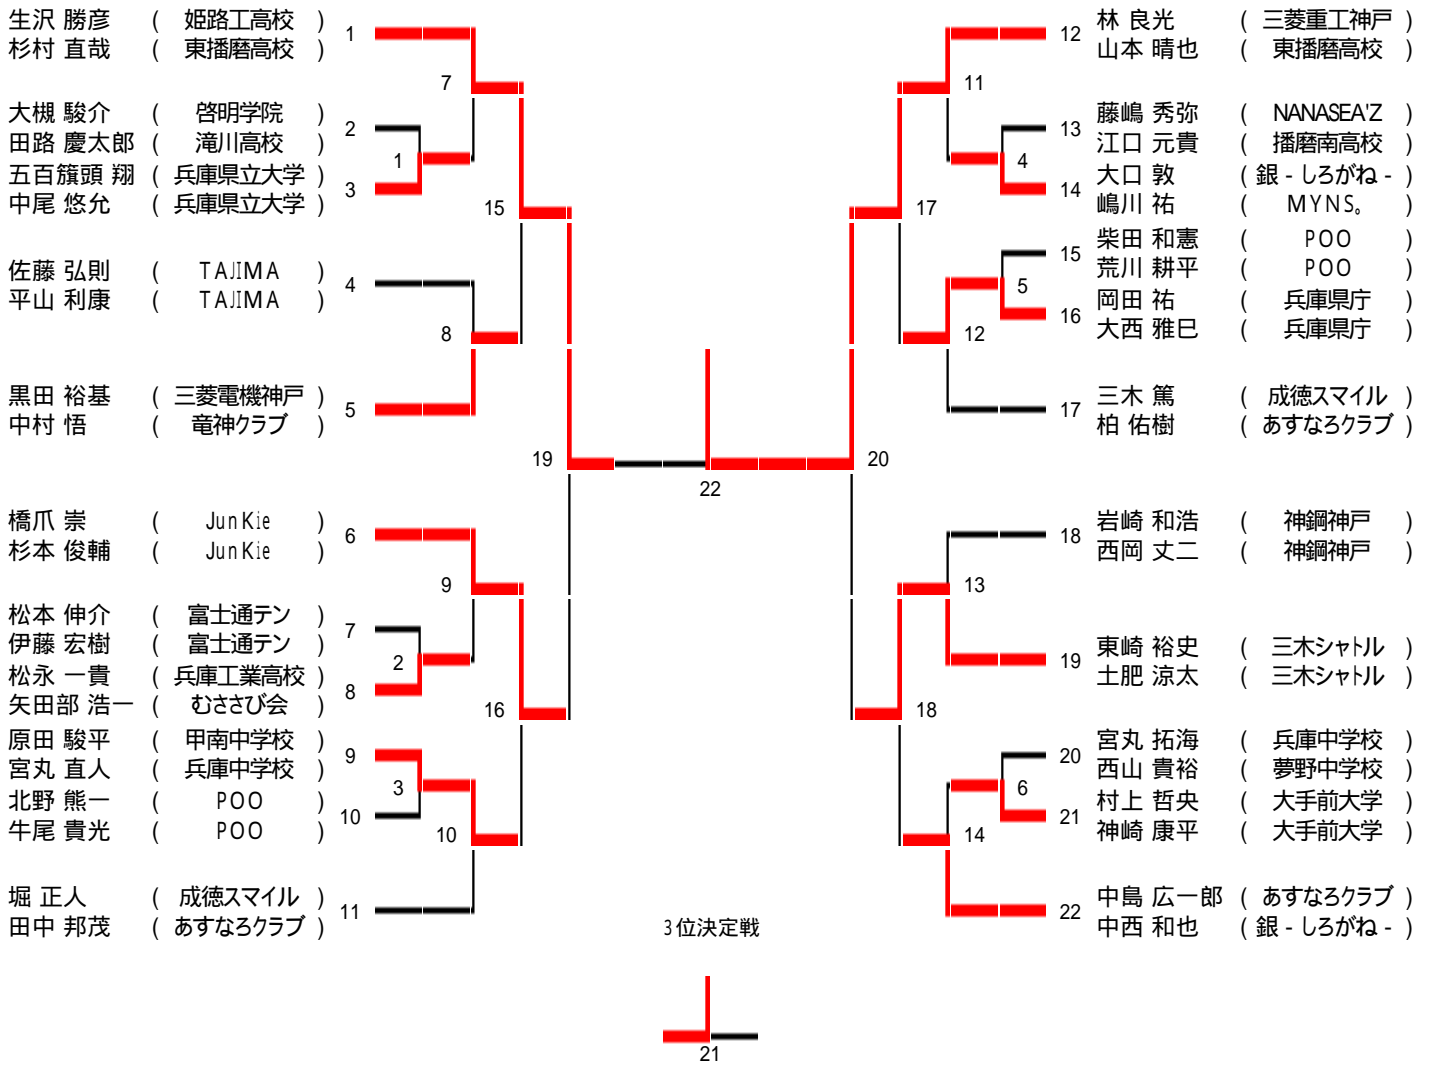 生沢 勝彦 ( 姫路工高校 )
杉村 直哉 ( 東播磨高校 )
1
大槻 駿介 ( 啓明学院 )
田路 慶太郎 ( 滝川高校 )
2
五百籏頭 翔 ( 兵庫県立大学 )
中尾 悠允 ( 兵庫県立大学 )
3
佐藤 弘則 ( TAJIMA )
平山 利康 ( TAJIMA )
4
黒田 裕基 ( 三菱電機神戸 )
中村 悟 ( 竜神クラブ )
5
橋爪 崇 ( JunKie )
杉本 俊輔 ( JunKie )
6
松本 伸介 ( 富士通テン )
伊藤 宏樹 ( 富士通テン )
7
松永 一貴 ( 兵庫工業高校 )
矢田部 浩一 ( むささび会 )
8
原田 駿平 ( 甲南中学校 )
宮丸 直人 ( 兵庫中学校 )
9
北野 熊一 ( POO )
牛尾 貴光 ( POO )
10
堀 正人 ( 成徳スマイル )
田中 邦茂 ( あすなろクラブ )
11
7
1
15
8
19
9
2
16
3
10
22
3位決定戦
21
11
4
17
5
12
20
13
18
6
14
12
林 良光 ( 三菱重工神戸 )
山本 晴也 ( 東播磨高校 )
13
藤嶋 秀弥 ( NANASEA'Z )
江口 元貴 ( 播磨南高校 )
14
大口 敦 ( 銀 - しろがね - )
嶋川 祐 ( MYNS。 )
15
柴田 和憲 ( POO )
荒川 耕平 ( POO )
16
岡田 祐 ( 兵庫県庁 )
大西 雅巳 ( 兵庫県庁 )
17
三木 篤 ( 成徳スマイル )
柏 佑樹 ( あすなろクラブ )
18
岩崎 和浩 ( 神鋼神戸 )
西岡 丈二 ( 神鋼神戸 )
19
東崎 裕史 ( 三木シャトル )
土肥 涼太 ( 三木シャトル )
20
宮丸 拓海 ( 兵庫中学校 )
西山 貴裕 ( 夢野中学校 )
21
村上 哲央 ( 大手前大学 )
神崎 康平 ( 大手前大学 )
22
中島 広一郎 ( あすなろクラブ )
中西 和也 ( 銀 - しろがね - )